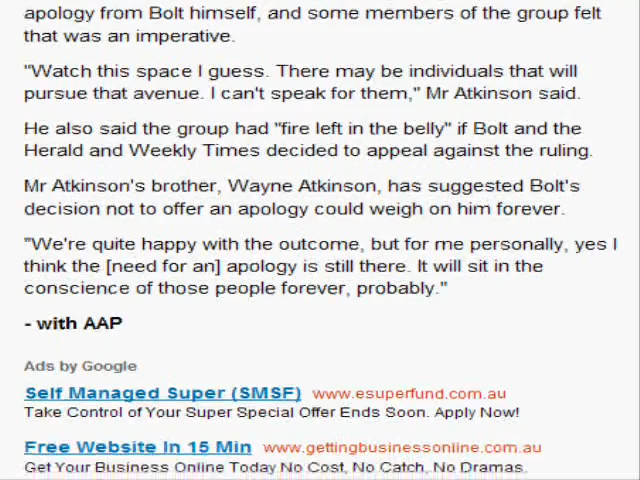 apology from Bolt himself, and some members of the group felt
that was an imperative.
"Watch this space I guess. There may be individuals that will
pursue that avenue. I can't speak for them," Mr Atkinson said.
He also said the group had "fire left in the belly" if Bolt and the
Herald and Weekly Times decided to appeal against the ruling.
Mr Atkinson's brother, Wayne Atkinson, has suggested Bolt's
decision not to offer an apology could weigh on him forever.
"We're quite happy with the outcome, but for me personally, yes I
think the [need for an] apology is still there. It will sit in the
conscience of those people forever, probably."
- with AAP
Ads by Google
Self Managed Super (SMSF) www.esuperfund.com.au
Take Control of Your Super Special Offer Ends Soon. Apply Now!
Free Website In 15 Min www.gettingbusinessonline.com.au
Get Your Business Online Today.No Cost, No Catch, No Dramas.